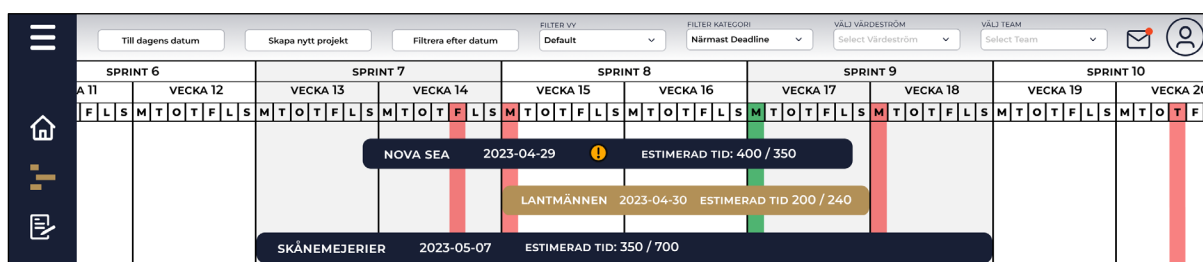 FILTER VY FILTER KATEGORI VÄLJ VÄRDESTRÖM VÄLJ TEAM
Till dagens datum Skapa nytt projekt Filtrera efter datum Default Närmast Deadline Select Värdeström Select Team
SPRINT 6 SPRINT 7 SPRINT 8 SPRINT 9 SPRINT 10
A 11 VECKA 12 VECKA 13 VECKA 14 VECKA 15 VECKA 16 VECKA 17 VECKA 18 VECKA 19 VECKA 20
F L S M T O T F L S M T O T F L S M T O T F L S M T O T F L S M T O T F L S M T O T F L S M T O T F L S M T O T F L S M T O T F
NOVA SEA 2023-04-29 ! ESTIMERAD TID: 400 / 350
LANTMÄNNEN 2023-04-30 ESTIMERAD TID 200 / 240
SKÅNEMEJERIER 2023-05-07 ESTIMERAD TID: 350 / 700